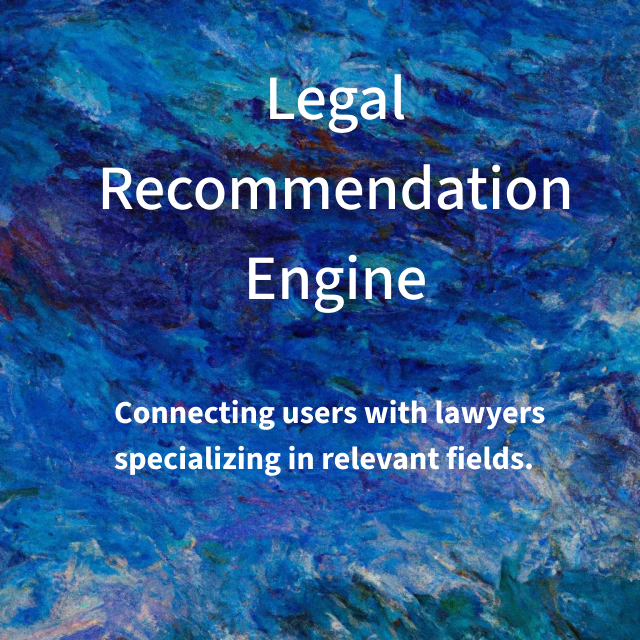 Legal
Recommendation
Engine
Connecting users with lawyers
specializing in relevant fields.